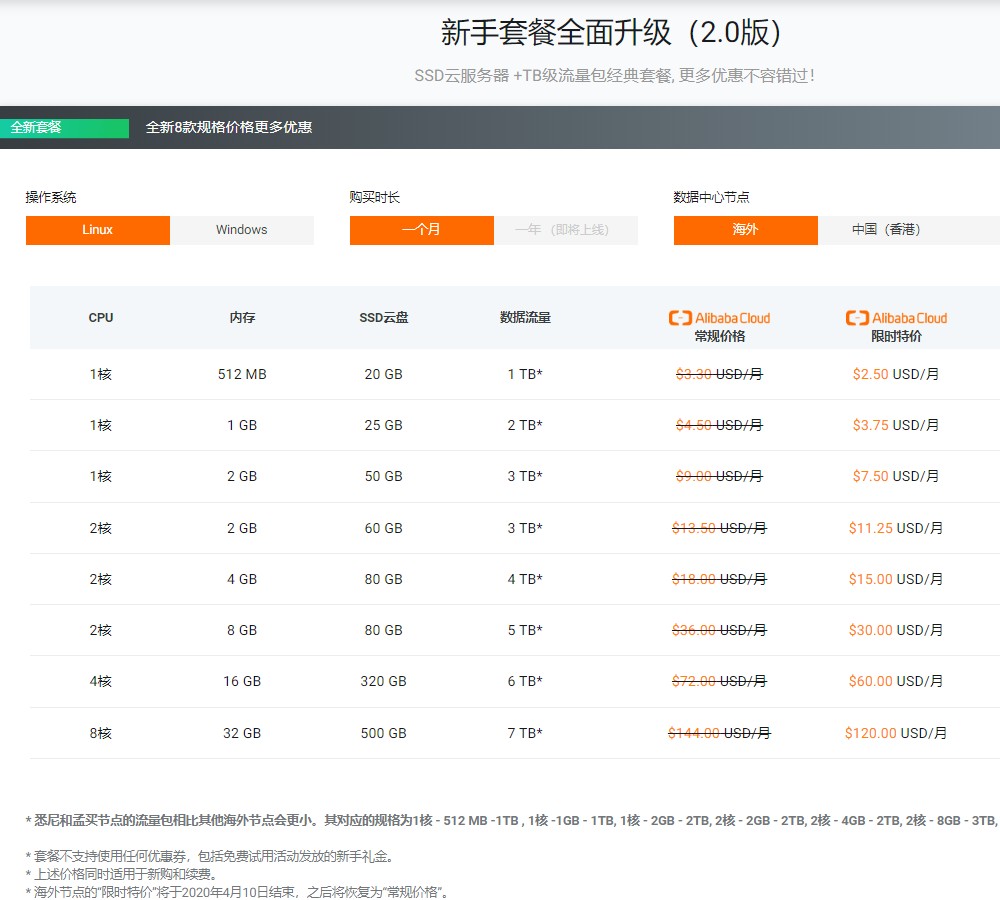 新手套餐全面升级（2.0版）
SSD云服务器 +TB级流量包经典套餐, 更多优惠不容错过！
全新套餐 全新8款规格价格更多优惠
操作系统 购买时长 数据中心节点
Linux Windows 一个月 一年（即将上线） 海外 中国（香港）
CPU 内存 SSD云盘 数据流量 Alibaba Cloud Alibaba Cloud
常规价格 限时特价
1核 512 MB 20 GB 1 TB* $3.30 USD/月 $2.50 USD/月
1核 1 GB 25 GB 2 TB* $4.50 USD/月 $3.75 USD/月
1核 2 GB 50 GB 3 TB* $9.00 USD/月 $7.50 USD/月
2核 2 GB 60 GB 3 TB* $13.50 USD/月 $11.25 USD/月
2核 4 GB 80 GB 4 TB* $18.00 USD/月 $15.00 USD/月
2核 8 GB 80 GB 5 TB* $36.00 USD/月 $30.00 USD/月
4核 16 GB 320 GB 6 TB* $72.00 USD/月 $60.00 USD/月
8核 32 GB 500 GB 7 TB* $144.00 USD/月 $120.00 USD/月
* 悉尼和孟买节点的流量包相比其他海外节点会更小。其对应的规格为1核 - 512 MB -1TB , 1核 -1GB - 1TB, 1核 - 2GB - 2TB, 2核 - 2GB - 2TB, 2核 - 4GB - 2TB, 2核 - 8GB - 3TB,
* 套餐不支持使用任何优惠券，包括免费试用活动发放的新手礼金。
* 上述价格同时适用于新购和续费。
* 海外节点的“限时特价”将于2020年4月10日结束，之后将恢复为“常规价格”。